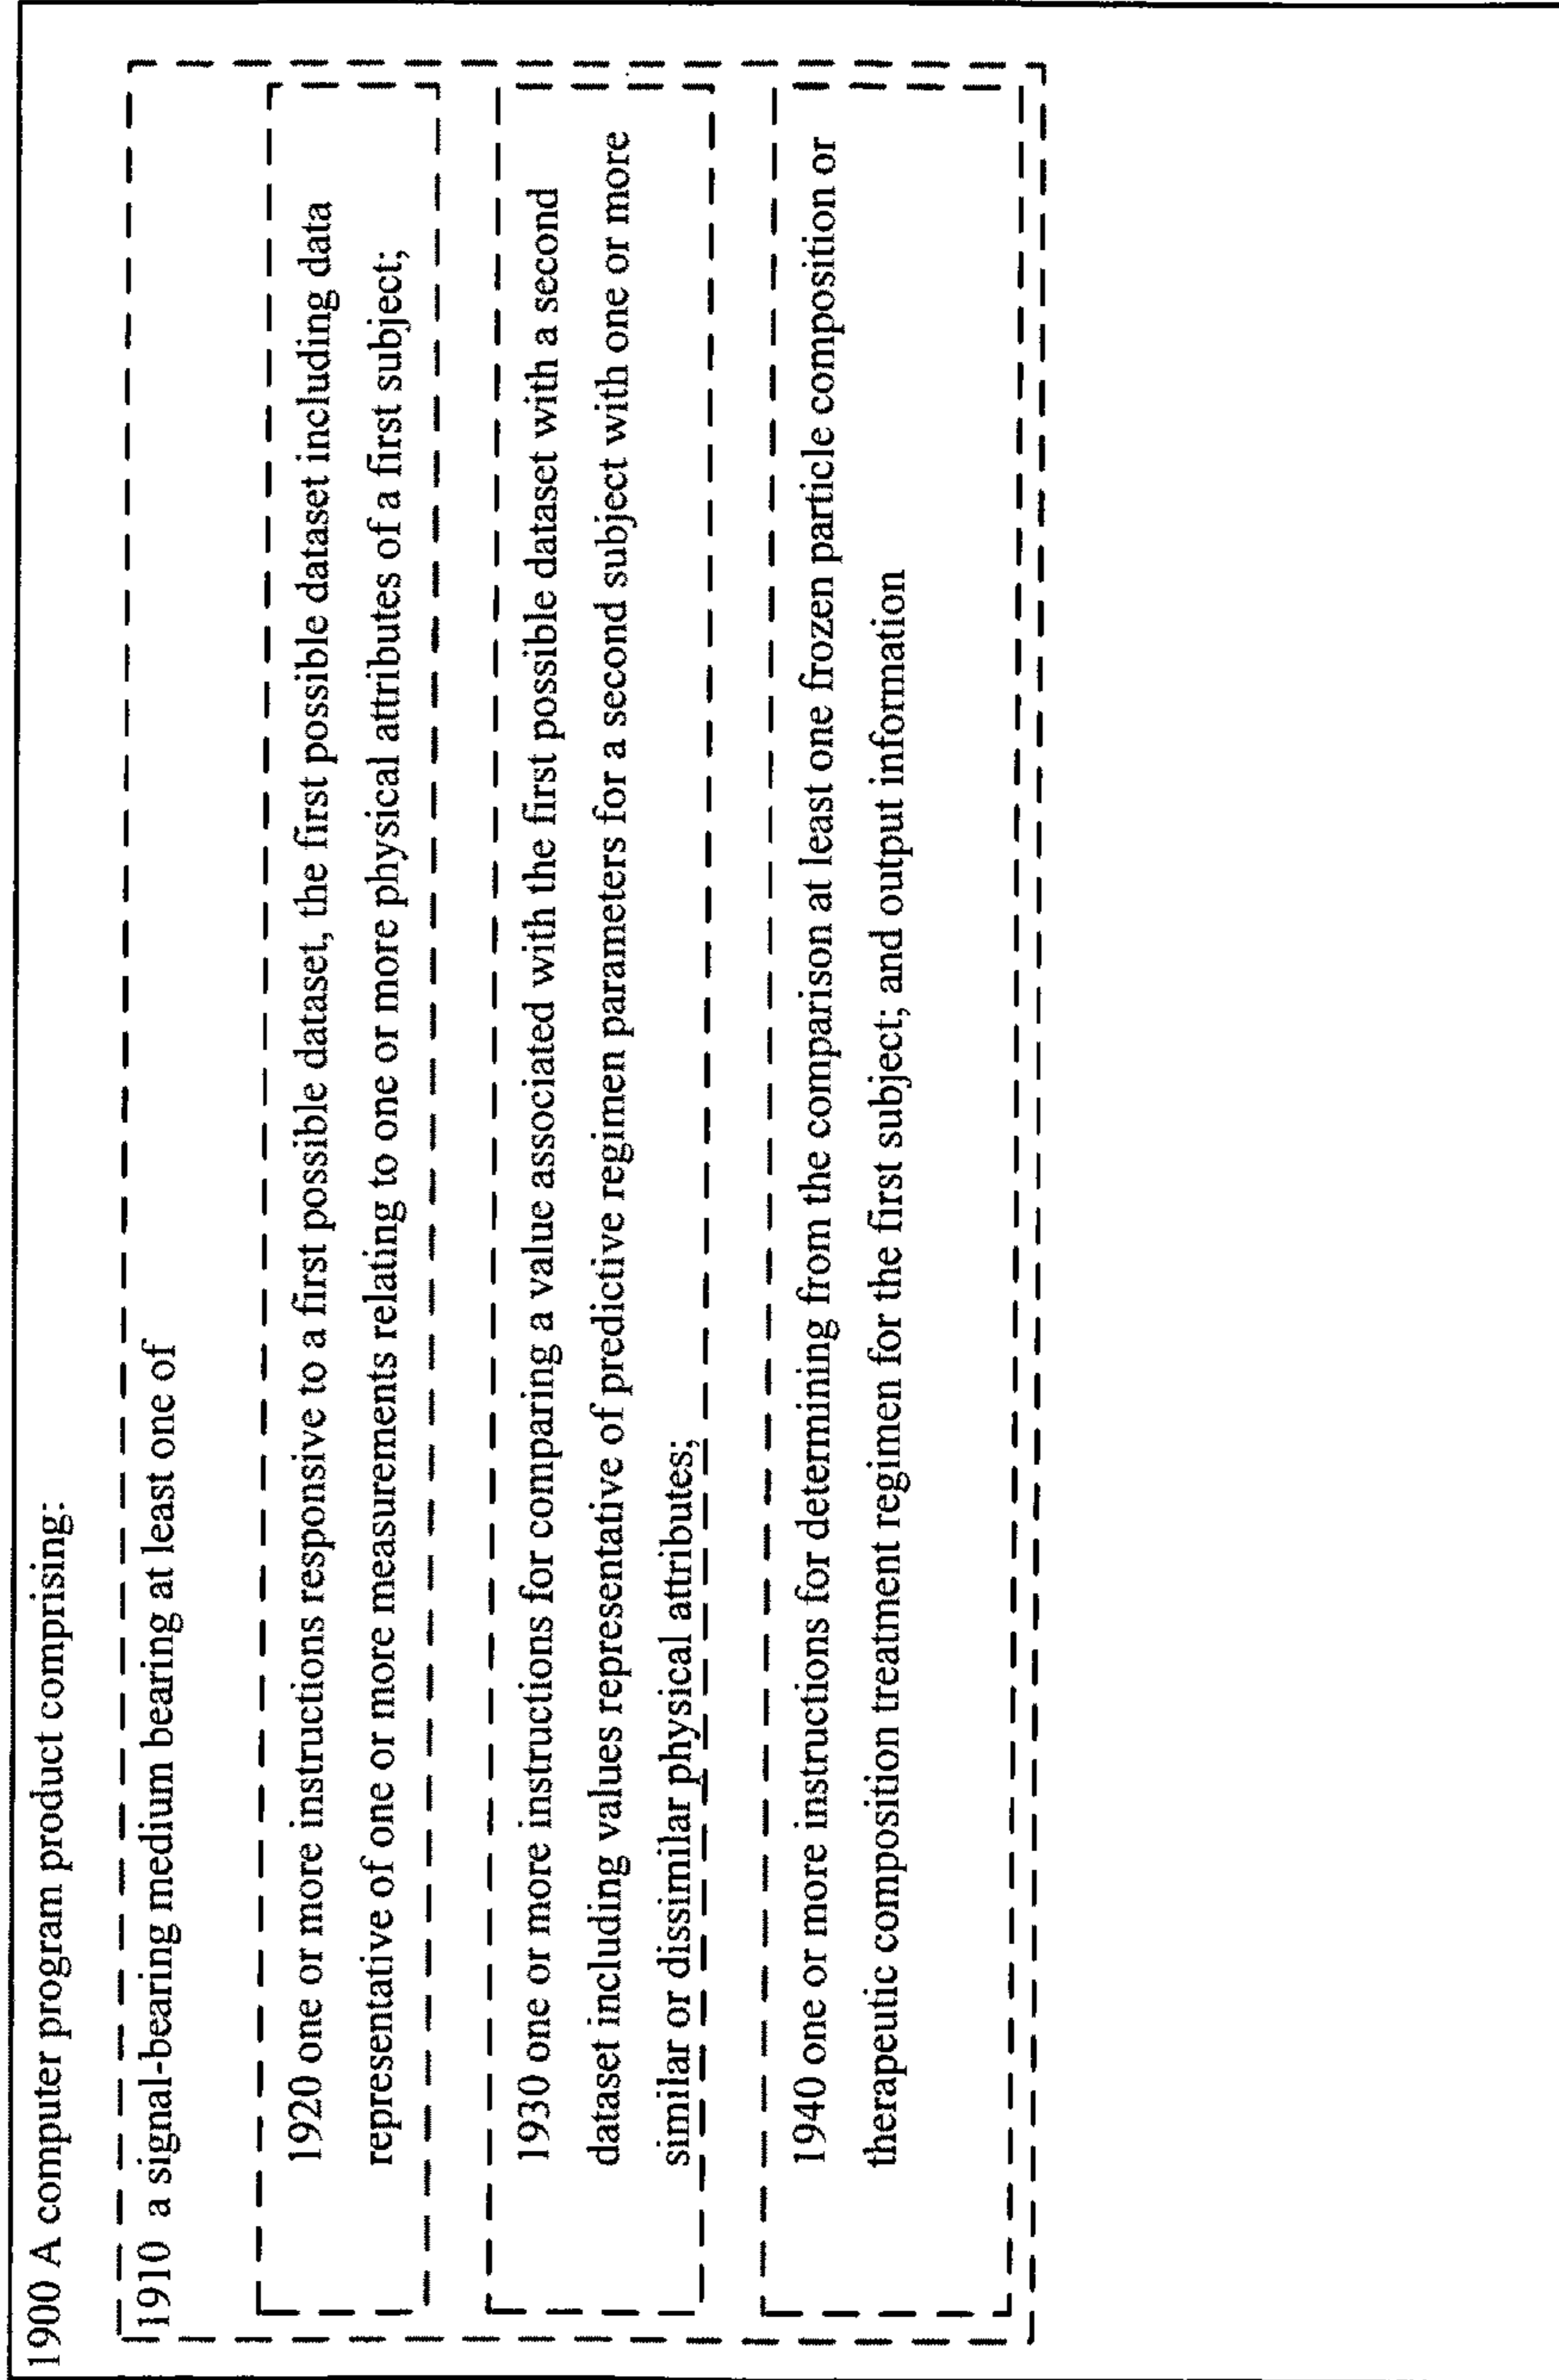 1900 A computer program product comprising:
1910 a signal-bearing medium bearing at least one of
1920 one or more instructions responsive to a first possible dataset, the first possible dataset including data
representative of one or more measurements relating to one or more physical attributes of a first subject;
1930 one or more instructions for comparing a value associated with the first possible dataset with a second
dataset including values representative of predictive regimen parameters for a second subject with one or more
similar or dissimilar physical attributes;
1940 one or more instructions for determining from the comparison at least one frozen particle composition or
therapeutic composition treatment regimen for the first subject; and output information